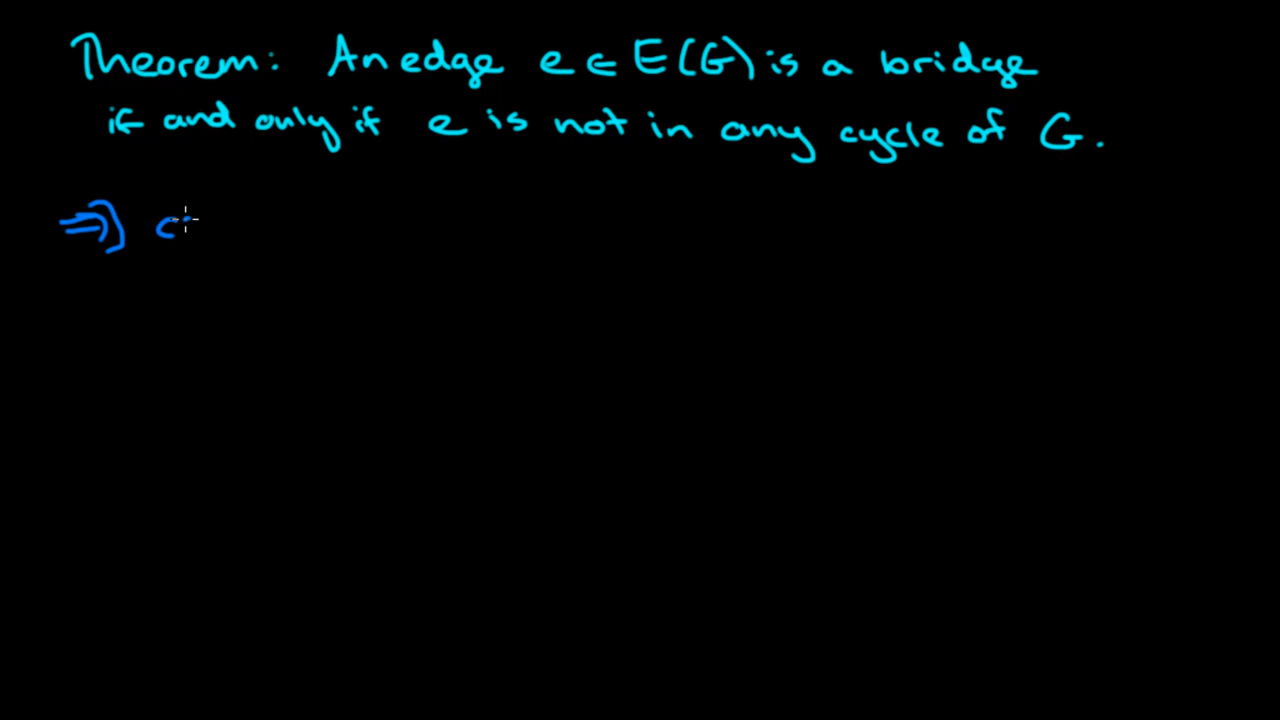 Theorem: An edge e ∈ E(G) is a bridge
if and only if e is not in any cycle of G.
⇒)